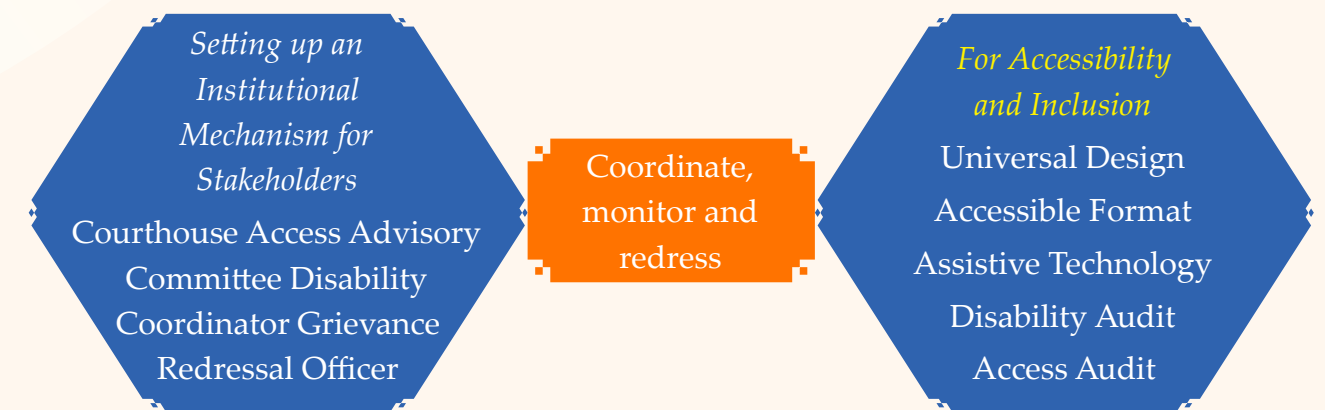 Setting up an
Institutional
Mechanism for
Stakeholders
Courthouse Access Advisory
Committee Disability
Coordinator Grievance
Redressal Officer
Coordinate,
monitor and
redress
For Accessibility
and Inclusion
Universal Design
Accessible Format
Assistive Technology
Disability Audit
Access Audit